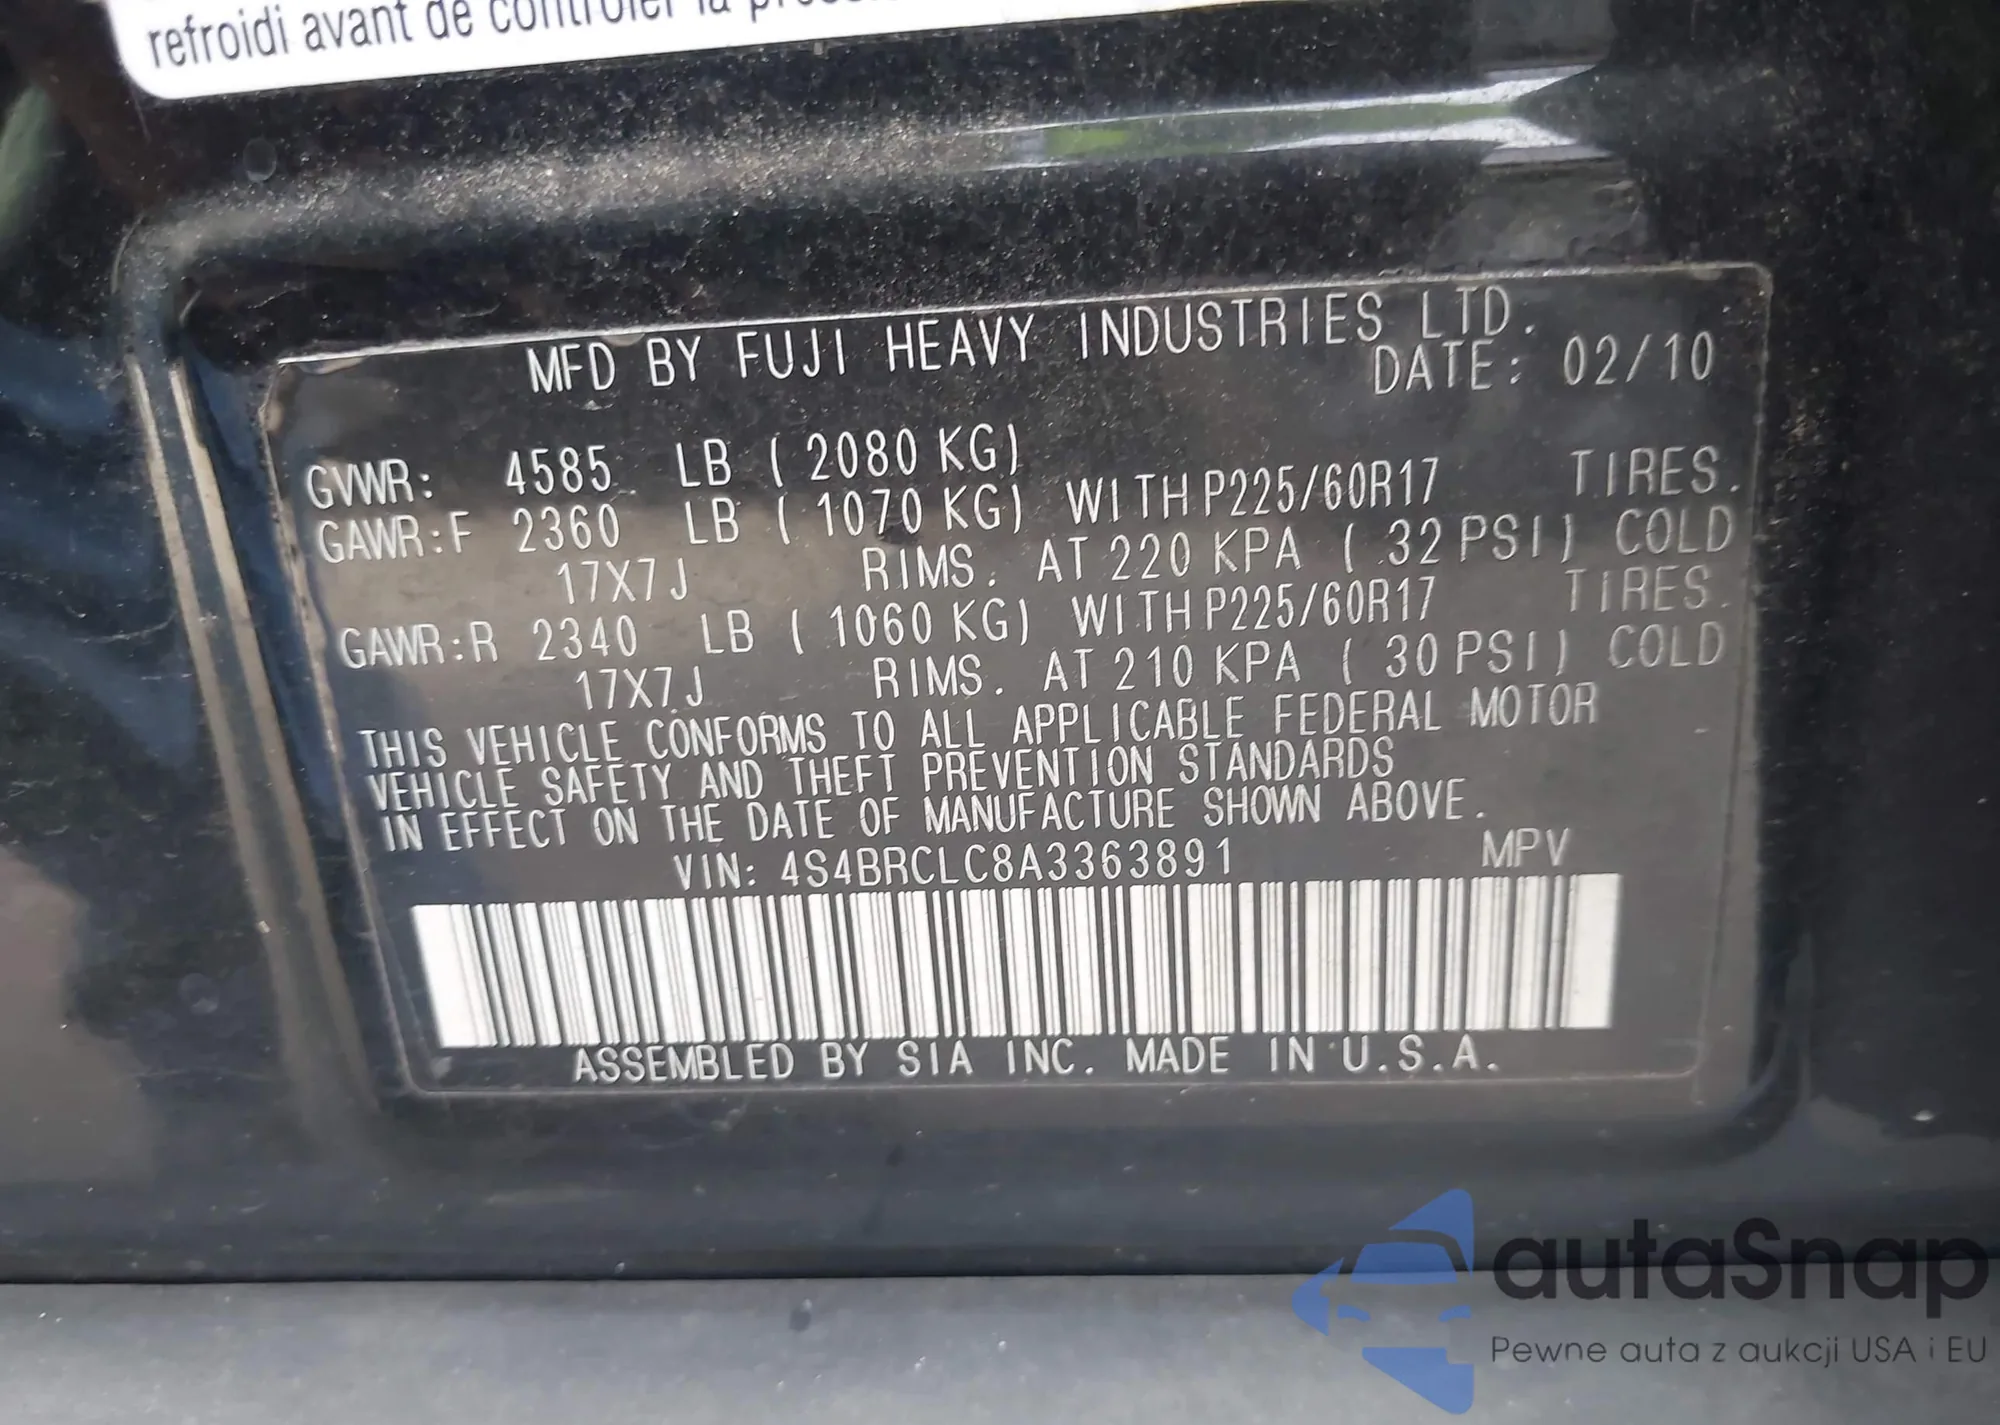 refroidi avant de contrôler la
MFD BY FUJI HEAVY INDUSTRIES LTD.
DATE: 02/10
GVWR: 4585 LB ( 2080 KG)
GAWR:F 2360 LB ( 1070 KG) WITH P225/60R17 TIRES.
17X7J RIMS. AT 220 KPA ( 32 PSI) COLD
GAWR:R 2340 LB ( 1060 KG) WITH P225/60R17 TIRES.
17X7J RIMS. AT 210 KPA ( 30 PSI) COLD
THIS VEHICLE CONFORMS TO ALL APPLICABLE FEDERAL MOTOR
VEHICLE SAFETY AND THEFT PREVENTION STANDARDS
IN EFFECT ON THE DATE OF MANUFACTURE SHOWN ABOVE.
VIN: 4S4BRCLC8A3363891 MPV
ASSEMBLED BY SIA INC. MADE IN U.S.A.
autaSnap
Pewne auta z aukcji USA i EU